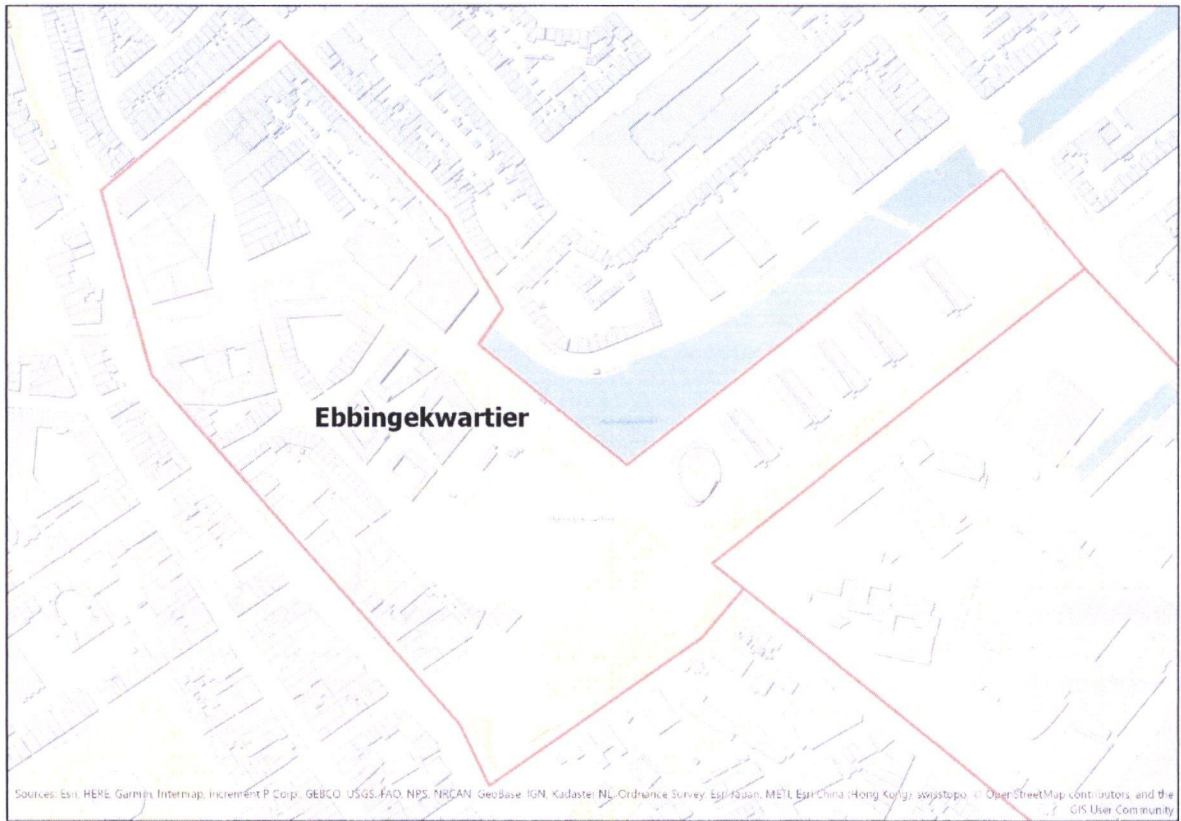 Ebbingekwartier
Sources: Esri, HERE, Garmin, Intermap, increment P Corp., GEBCO, USGS, FAO, NPS, NRCAN, GeoBase, IGN, Kadaster NL, Ordnance Survey, Esri Japan, METI, Esri China (Hong Kong), swisstopo, © OpenStreetMap contributors, and the
GIS User Community